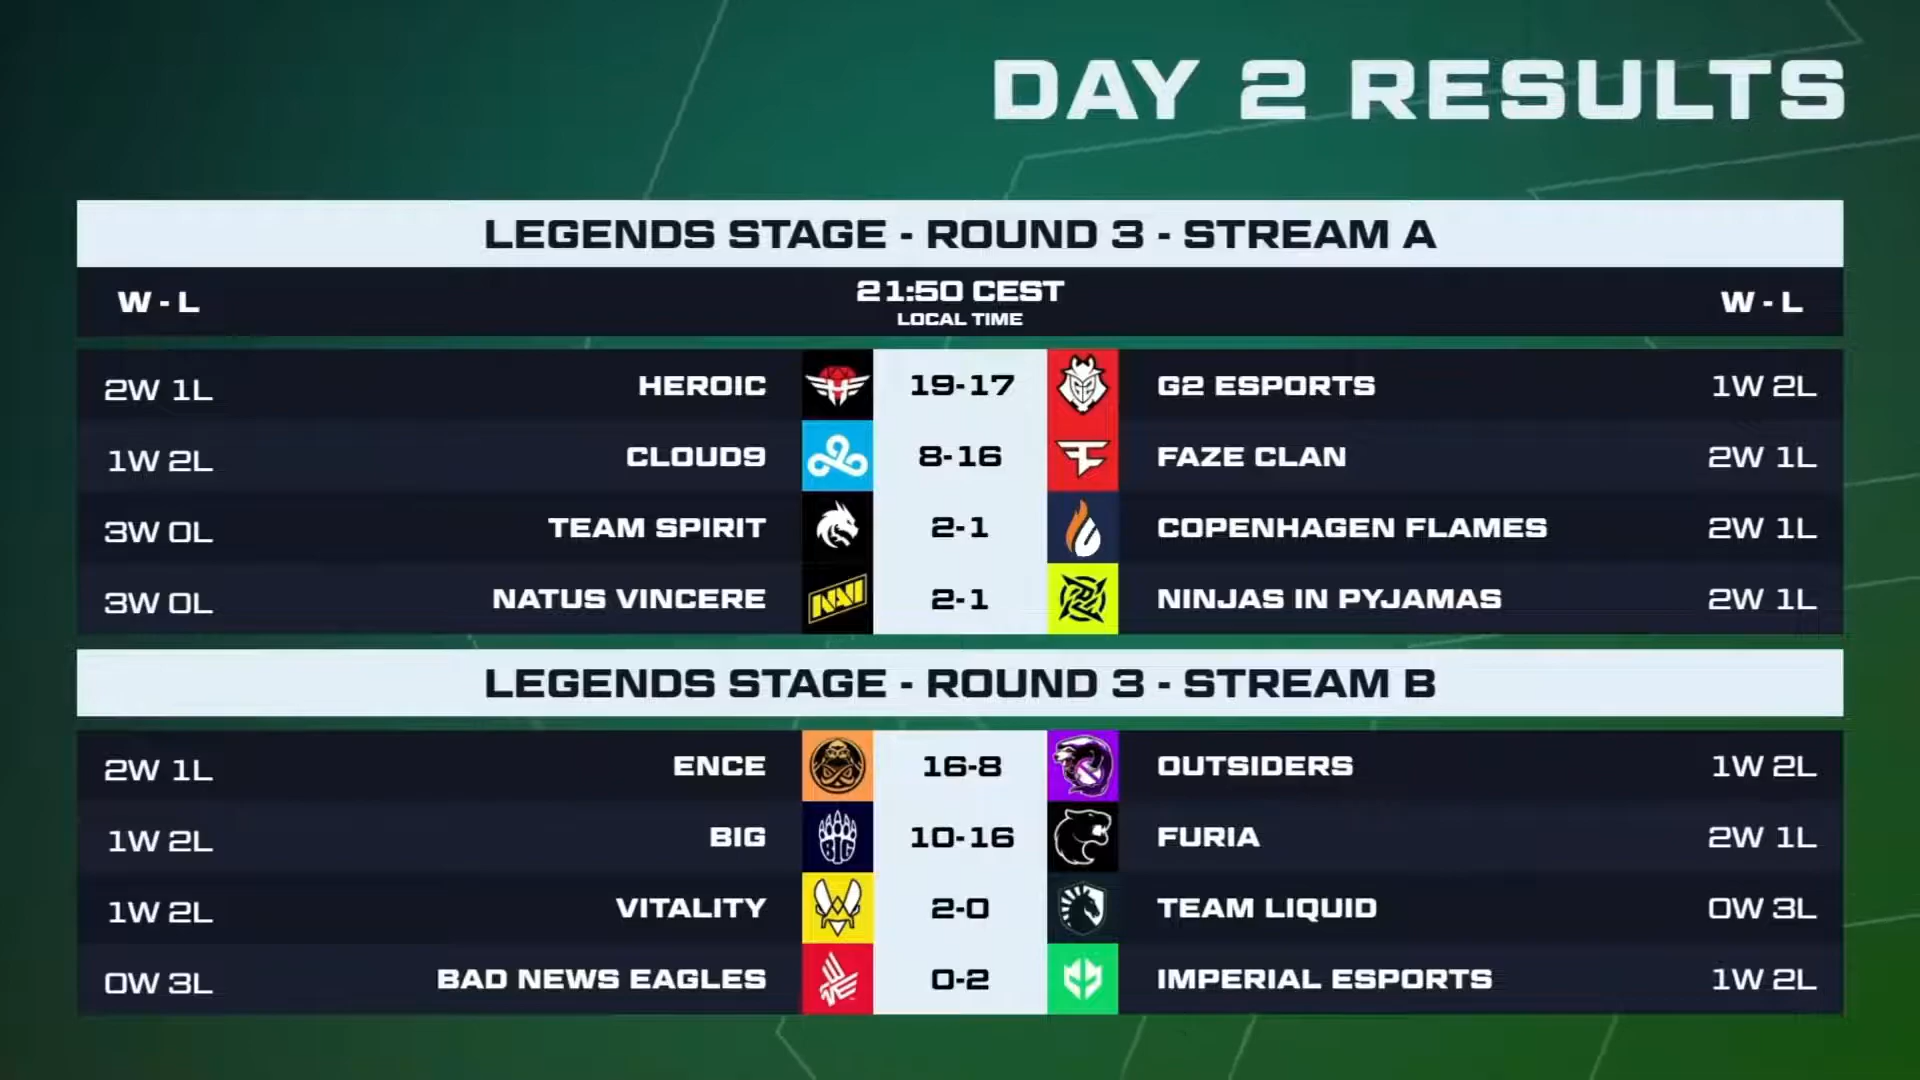 DAY 2 RESULTS
LEGENDS STAGE - ROUND 3 - STREAM A
W - L 21:50 CEST W - L
LOCAL TIME
2W 1L HEROIC 19-17 G2 ESPORTS 1W 2L
1W 2L CLOUD9 8-16 FAZE CLAN 2W 1L
3W 0L TEAM SPIRIT 2-1 COPENHAGEN FLAMES 2W 1L
3W 0L NATUS VINCERE NAVI 2-1 NINJAS IN PYJAMAS 2W 1L
LEGENDS STAGE - ROUND 3 - STREAM B
2W 1L ENCE 16-8 OUTSIDERS 1W 2L
1W 2L BIG BIG 10-16 FURIA 2W 1L
1W 2L VITALITY 2-0 TEAM LIQUID 0W 3L
0W 3L BAD NEWS EAGLES 0-2 IMPERIAL ESPORTS 1W 2L